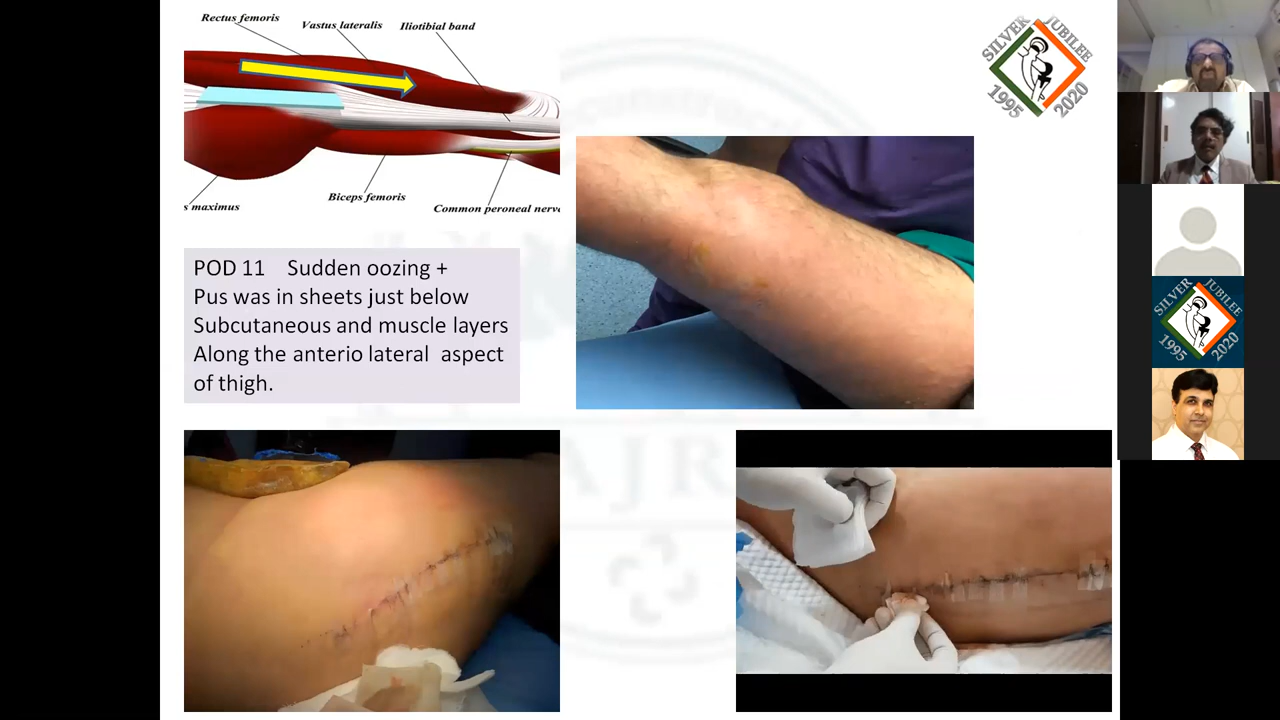 Rectus femoris
Vastus lateralis
Iliotibial band
s maximus
Biceps femoris
Common peroneal nerve
POD 11 Sudden oozing +
Pus was in sheets just below
Subcutaneous and muscle layers
Along the anterio lateral aspect
of thigh.
SILVER
JUBILEE
1995
2020
SILVER
JUBILEE
1995
2020